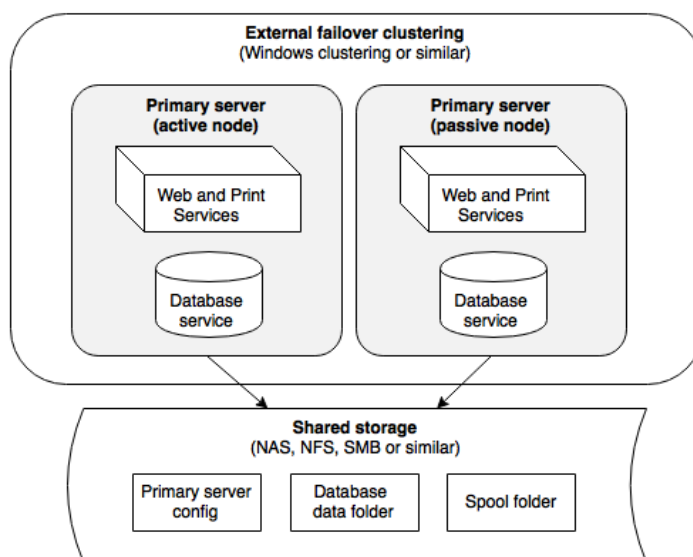 External failover clustering
(Windows clustering or similar)
Primary server
(active node)
Web and Print
Services
Database
service
Primary server
(passive node)
Web and Print
Services
Database
service
Shared storage
(NAS, NFS, SMB or similar)
Primary server
config
Database
data folder
Spool folder